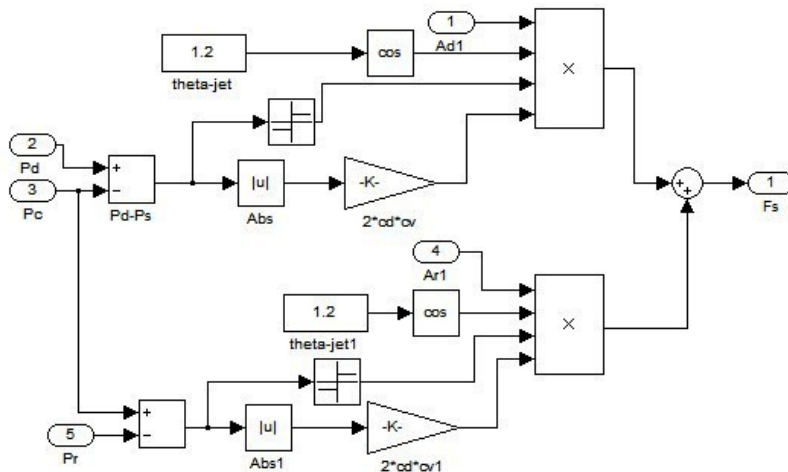 1
Ad1
1.2
theta-jet
cos
×
2
Pd
3
Pc
+
−
Pd-Ps
|u|
Abs
-K-
2*cd*cv
+
+
1
Fs
4
Ar1
1.2
theta-jet1
cos
×
+
−
5
Pr
|u|
Abs1
-K-
2*cd*cv1